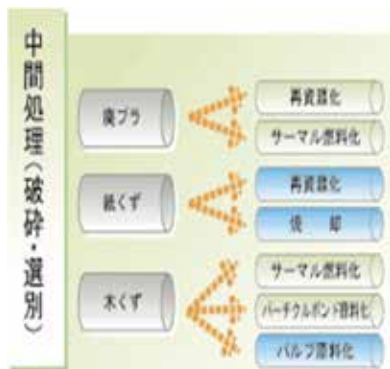 中間処理(破砕・選別)
廃プラ
再資源化
サーマル燃料化
紙くず
再資源化
焼 却
木くず
サーマル燃料化
パーチクルボード原料化
パルプ原料化